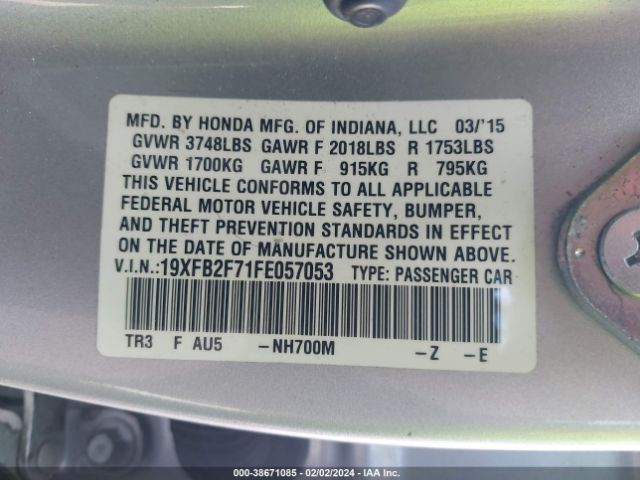 MFD. BY HONDA MFG. OF INDIANA, LLC 03/'15
GVWR 3748LBS GAWR F 2018LBS R 1753LBS
GVWR 1700KG GAWR F 915KG R 795KG
THIS VEHICLE CONFORMS TO ALL APPLICABLE
FEDERAL MOTOR VEHICLE SAFETY, BUMPER,
AND THEFT PREVENTION STANDARDS IN EFFECT
ON THE DATE OF MANUFACTURE SHOWN ABOVE.
V.I.N.:19XFB2F71FE057053 TYPE: PASSENGER CAR
TR3 F AU5 -NH700M -Z -E
000-38671085 - 02/02/2024 - IAA Inc.